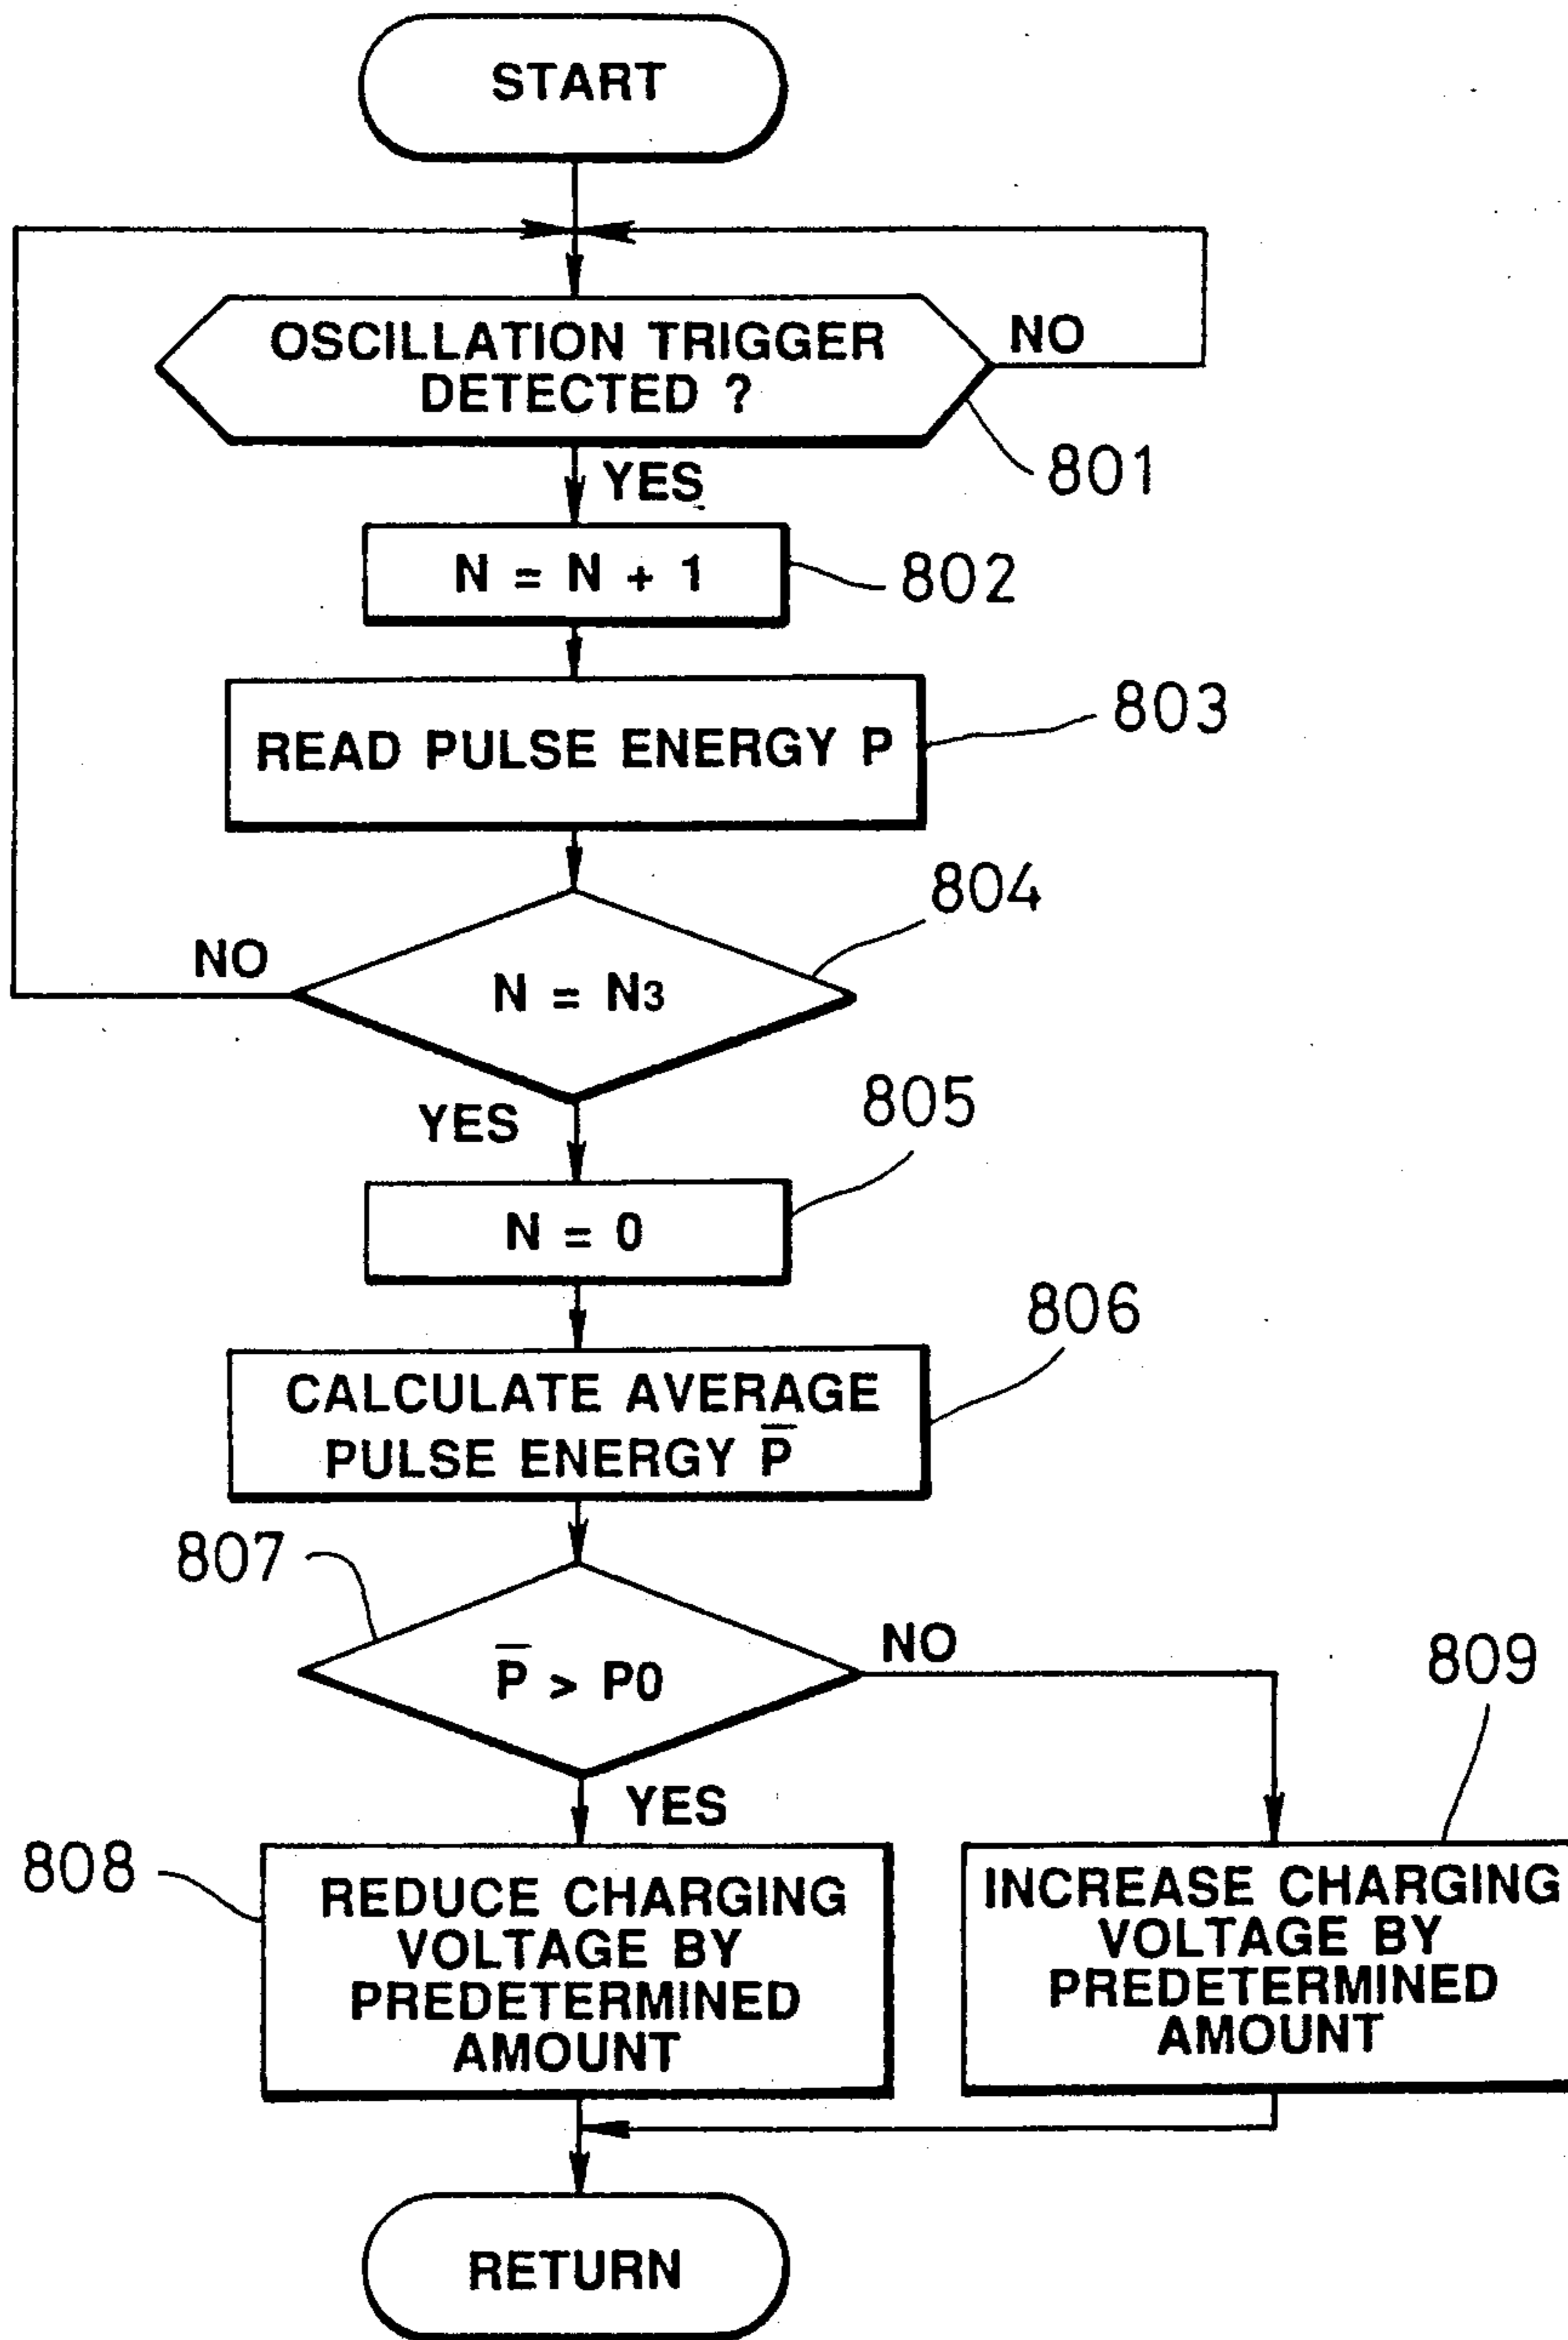 START
OSCILLATION TRIGGER
DETECTED ?
NO
801
YES
N = N + 1
802
READ PULSE ENERGY P
803
804
NO
N = N3
YES
805
N = 0
806
CALCULATE AVERAGE
PULSE ENERGY P̅
807
P̅ > P0
NO
809
YES
808
REDUCE CHARGING
VOLTAGE BY
PREDETERMINED
AMOUNT
INCREASE CHARGING
VOLTAGE BY
PREDETERMINED
AMOUNT
RETURN